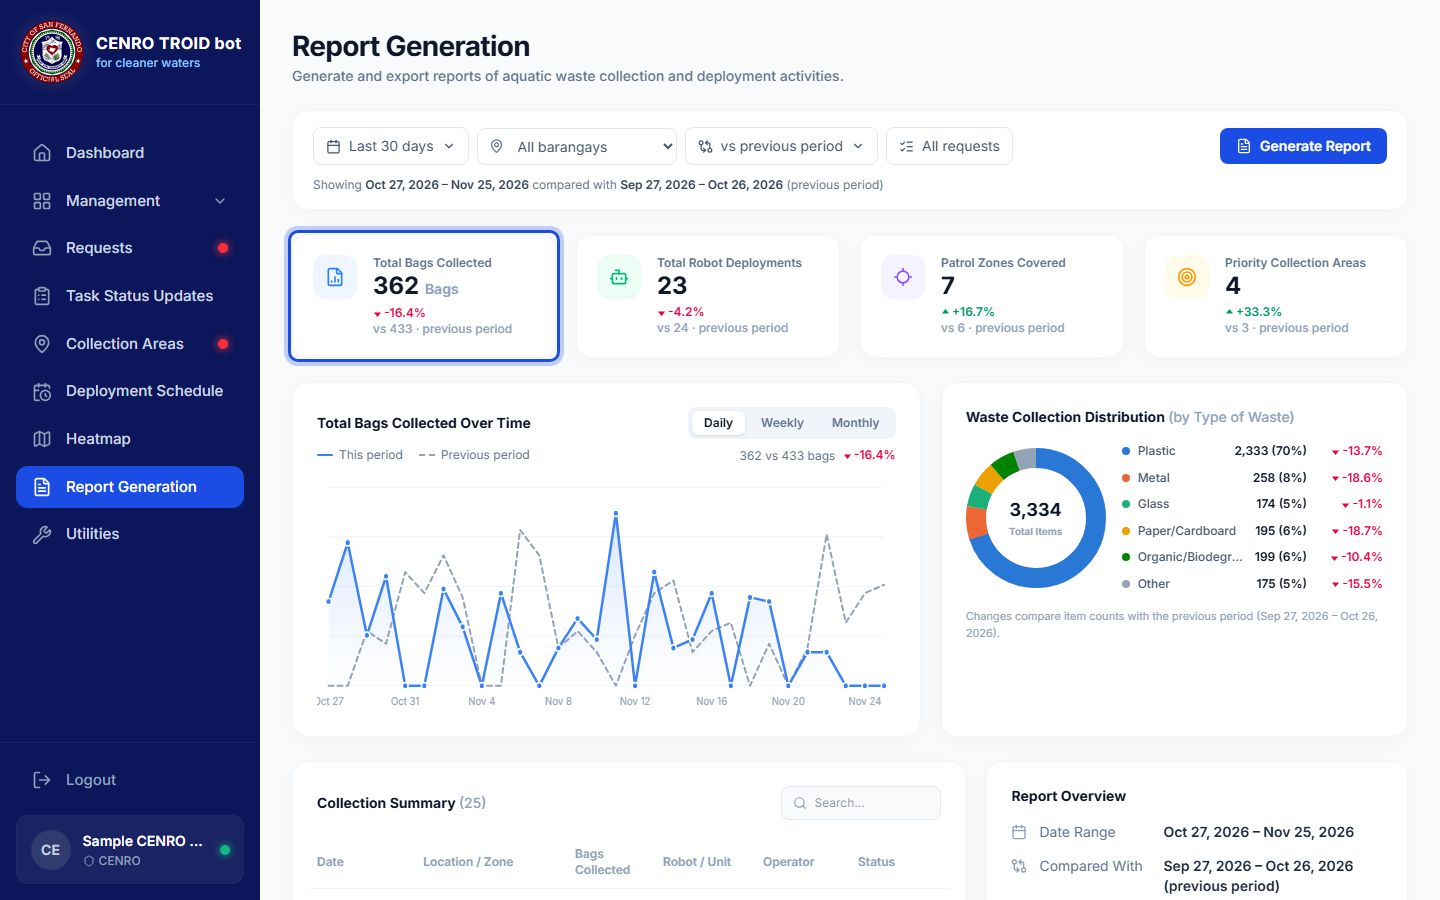 CITY OF SAN FERNANDO
OFFICIAL SEAL
CENRO TROID bot
for cleaner waters
Dashboard
Management
Requests
Task Status Updates
Collection Areas
Deployment Schedule
Heatmap
Report Generation
Utilities
Logout
CE
Sample CENRO ...
CENRO
Report Generation
Generate and export reports of aquatic waste collection and deployment activities.
Last 30 days
All barangays
vs previous period
All requests
Generate Report
Showing Oct 27, 2026 – Nov 25, 2026 compared with Sep 27, 2026 – Oct 26, 2026 (previous period)
Total Bags Collected
362 Bags
-16.4%
vs 433 · previous period
Total Robot Deployments
23
-4.2%
vs 24 · previous period
Patrol Zones Covered
7
+16.7%
vs 6 · previous period
Priority Collection Areas
4
+33.3%
vs 3 · previous period
Total Bags Collected Over Time
Daily Weekly Monthly
This period Previous period
362 vs 433 bags -16.4%
Oct 27 Oct 31 Nov 4 Nov 8 Nov 12 Nov 16 Nov 20 Nov 24
Waste Collection Distribution (by Type of Waste)
3,334
Total Items
Plastic 2,333 (70%) -13.7%
Metal 258 (8%) -18.6%
Glass 174 (5%) -1.1%
Paper/Cardboard 195 (6%) -18.7%
Organic/Biodegr... 199 (6%) -10.4%
Other 175 (5%) -15.5%
Changes compare item counts with the previous period (Sep 27, 2026 – Oct 26,
2026).
Collection Summary (25)
Search...
Date Location / Zone Bags Collected Robot / Unit Operator Status
Report Overview
Date Range Oct 27, 2026 – Nov 25, 2026
Compared With Sep 27, 2026 – Oct 26, 2026
(previous period)